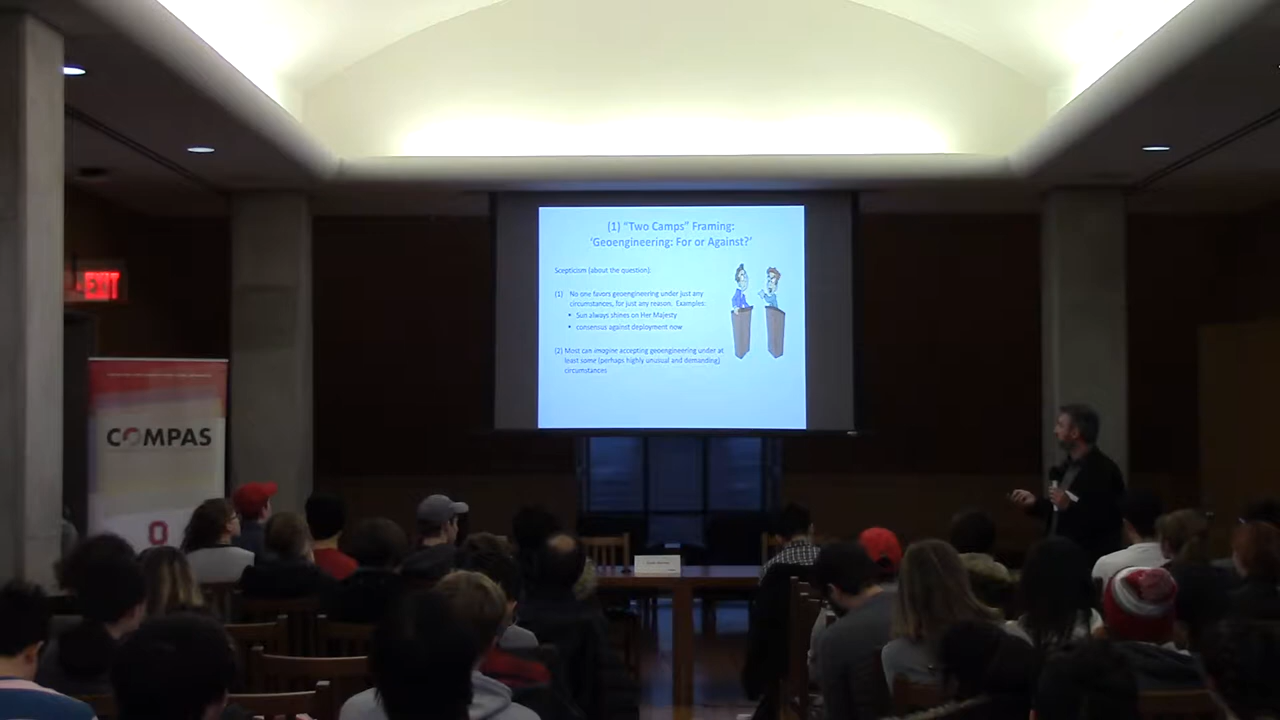 (1) "Two Camps" Framing:
'Geoengineering: For or Against?'
Scepticism (about the question):
(1) No one favors geoengineering under just any
circumstances, for just any reason. Examples:
• Sun always shines on Her Majesty
• consensus against deployment now
(2) Most can imagine accepting geoengineering under at
least some (perhaps highly unusual and demanding)
circumstances
EXIT
COMPAS